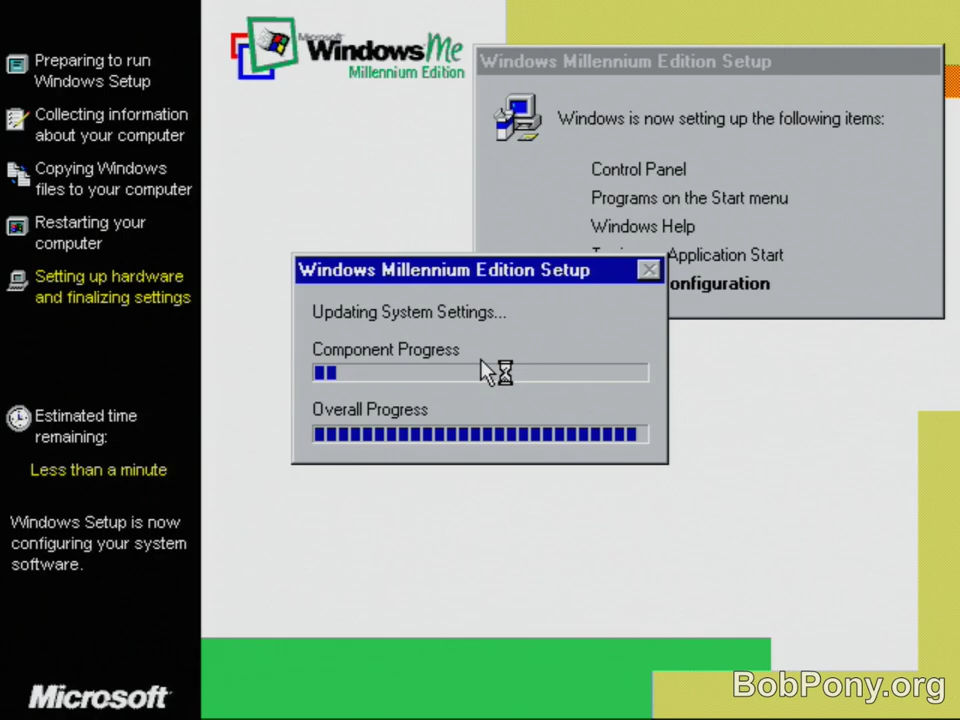 Preparing to run
Windows Setup
Collecting information
about your computer
Copying Windows
files to your computer
Restarting your
computer
Setting up hardware
and finalizing settings
Estimated time
remaining:
Less than a minute
Windows Setup is now
configuring your system
software.
Microsoft
Microsoft
Windows Me
Millennium Edition
Windows Millennium Edition Setup
Windows is now setting up the following items:
Control Panel
Programs on the Start menu
Windows Help
Application Start
onfiguration
Windows Millennium Edition Setup
Updating System Settings...
Component Progress
Overall Progress
BobPony.org